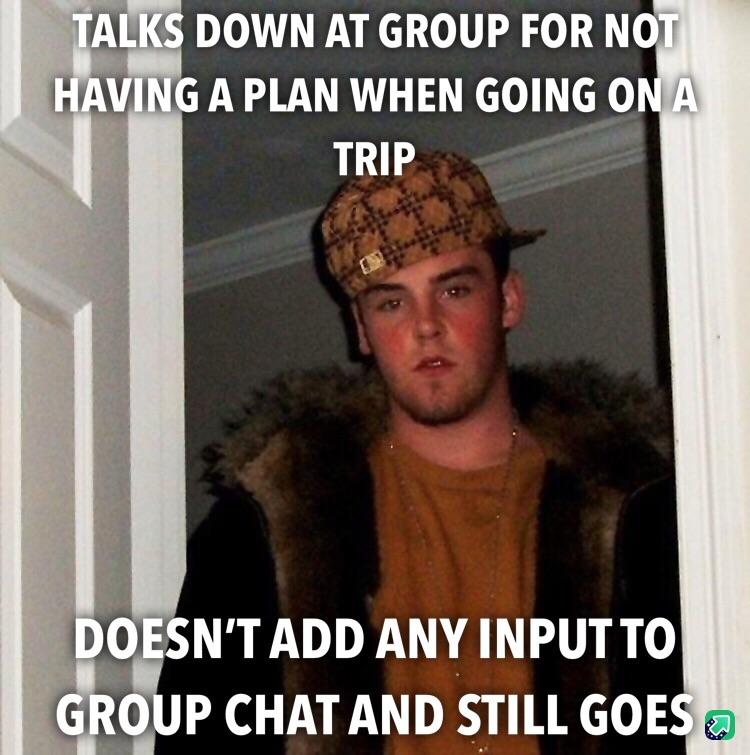 TALKS DOWN AT GROUP FOR NOT
HAVING A PLAN WHEN GOING ON A
TRIP
DOESN'T ADD ANY INPUT TO
GROUP CHAT AND STILL GOES